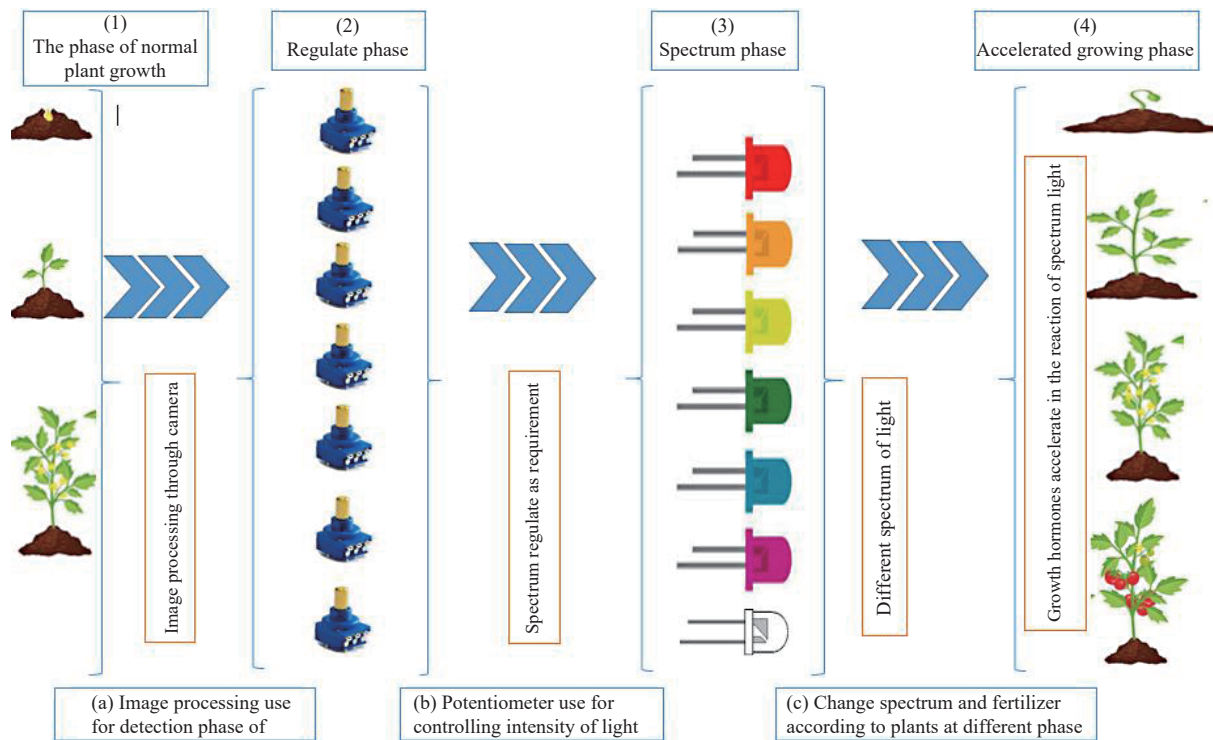 (1)
The phase of normal
plant growth
(2)
Regulate phase
(3)
Spectrum phase
(4)
Accelerated growing phase
Image processing through camera
Spectrum regulate as requirement
Different spectrum of light
Growth hormones accelerate in the reaction of spectrum light
(a) Image processing use
for detection phase of
(b) Potentiometer use for
controlling intensity of light
(c) Change spectrum and fertilizer
according to plants at different phase